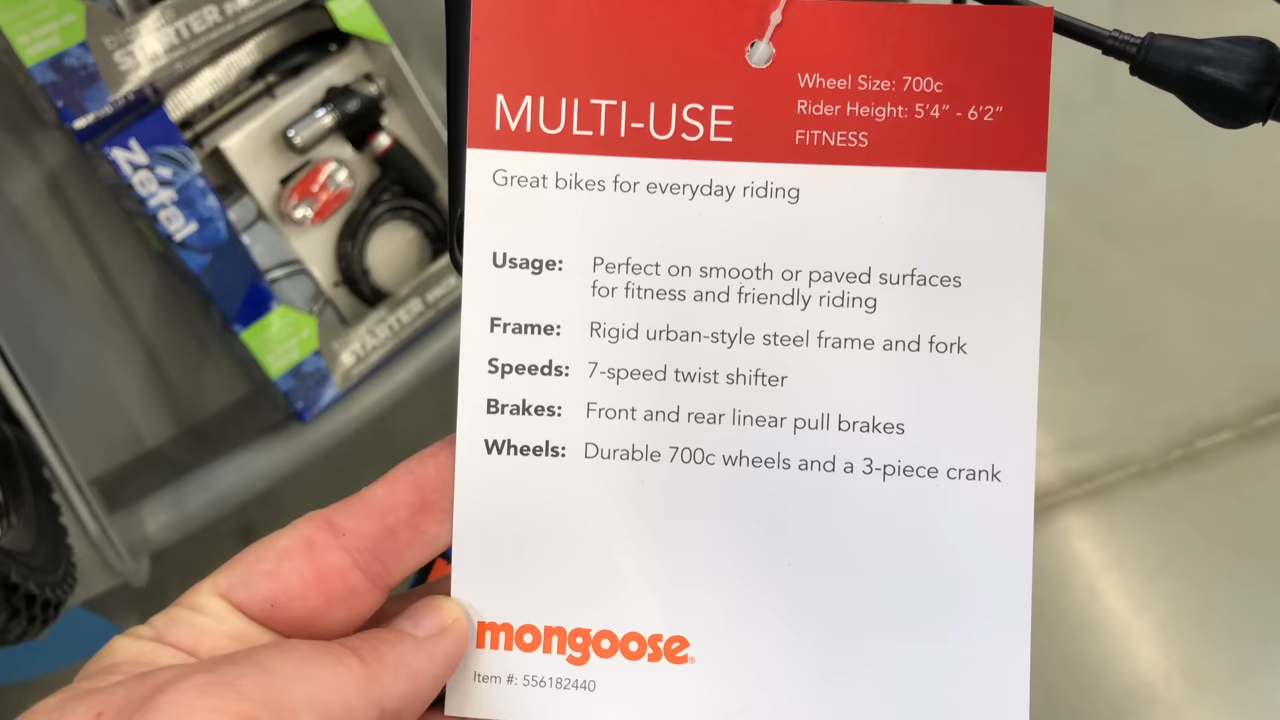 MULTI-USE
Wheel Size: 700c
Rider Height: 5'4" - 6'2"
FITNESS
Great bikes for everyday riding
Usage: Perfect on smooth or paved surfaces
for fitness and friendly riding
Frame: Rigid urban-style steel frame and fork
Speeds: 7-speed twist shifter
Brakes: Front and rear linear pull brakes
Wheels: Durable 700c wheels and a 3-piece crank
mongoose®
Item #: 556182440
STARTER PACK
Zéfal
STARTER PACK